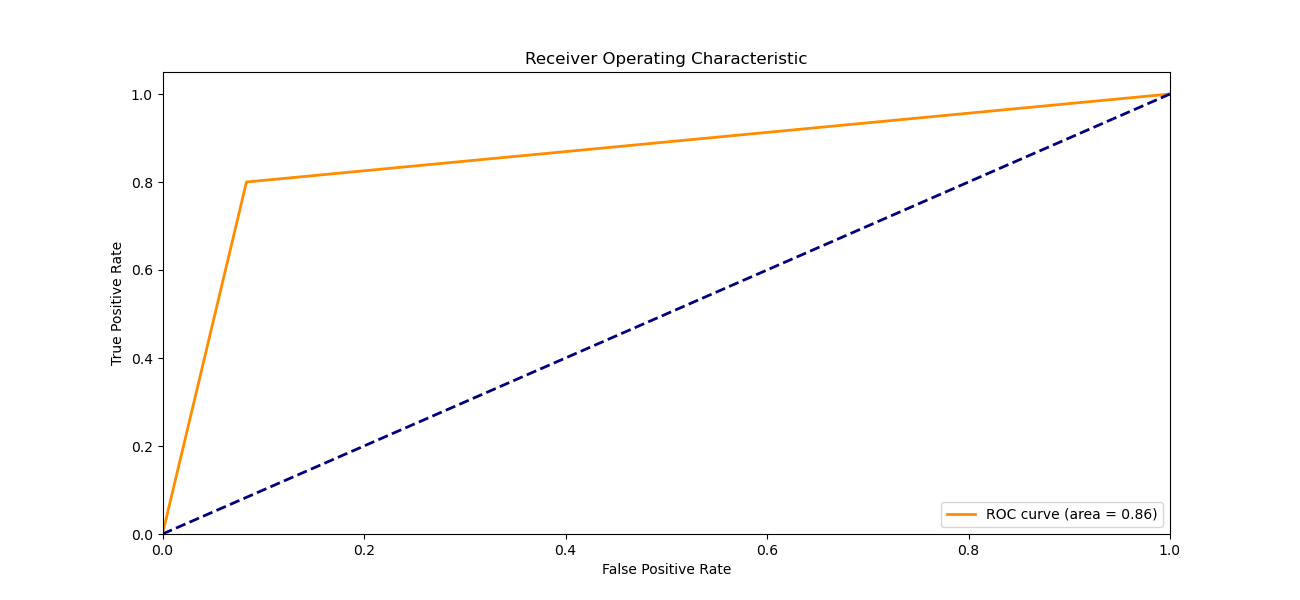 Receiver Operating Characteristic
True Positive Rate
1.0
0.8
0.6
0.4
0.2
0.0
ROC curve (area = 0.86)
0.0 0.2 0.4 0.6 0.8 1.0
False Positive Rate